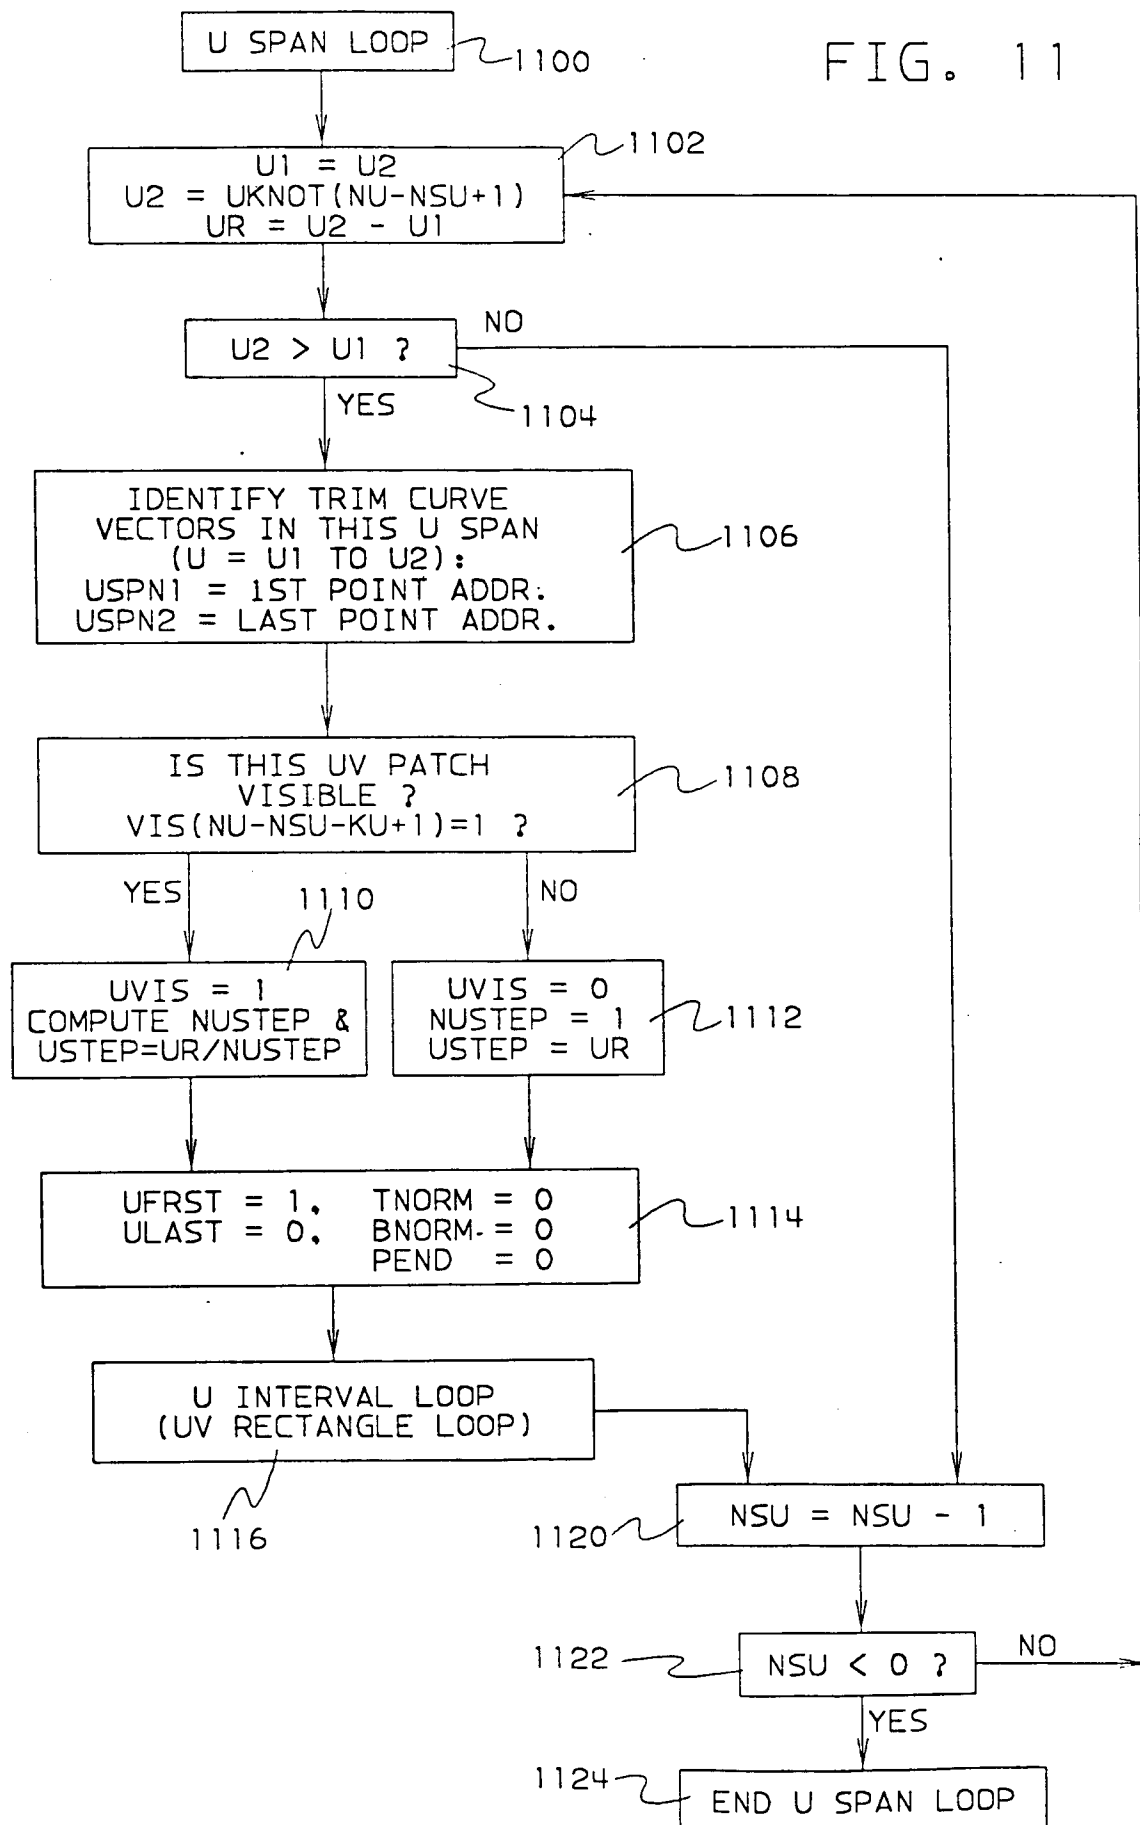 U SPAN LOOP
1100
FIG. 11
1102
U1 = U2
U2 = UKNOT(NU-NSU+1)
UR = U2 - U1
NO
U2 > U1 ?
1104
YES
IDENTIFY TRIM CURVE
VECTORS IN THIS U SPAN
(U = U1 TO U2):
USPN1 = 1ST POINT ADDR.
USPN2 = LAST POINT ADDR.
1106
IS THIS UV PATCH
VISIBLE ?
VIS(NU-NSU-KU+1)=1 ?
1108
YES
NO
1110
UVIS = 1
COMPUTE NUSTEP &
USTEP=UR/NUSTEP
UVIS = 0
NUSTEP = 1
USTEP = UR
1112
UFRST = 1, TNORM = 0
ULAST = 0, BNORM = 0
PEND = 0
1114
U INTERVAL LOOP
(UV RECTANGLE LOOP)
1116
NSU = NSU - 1
1120
NSU < 0 ?
1122
NO
YES
1124
END U SPAN LOOP